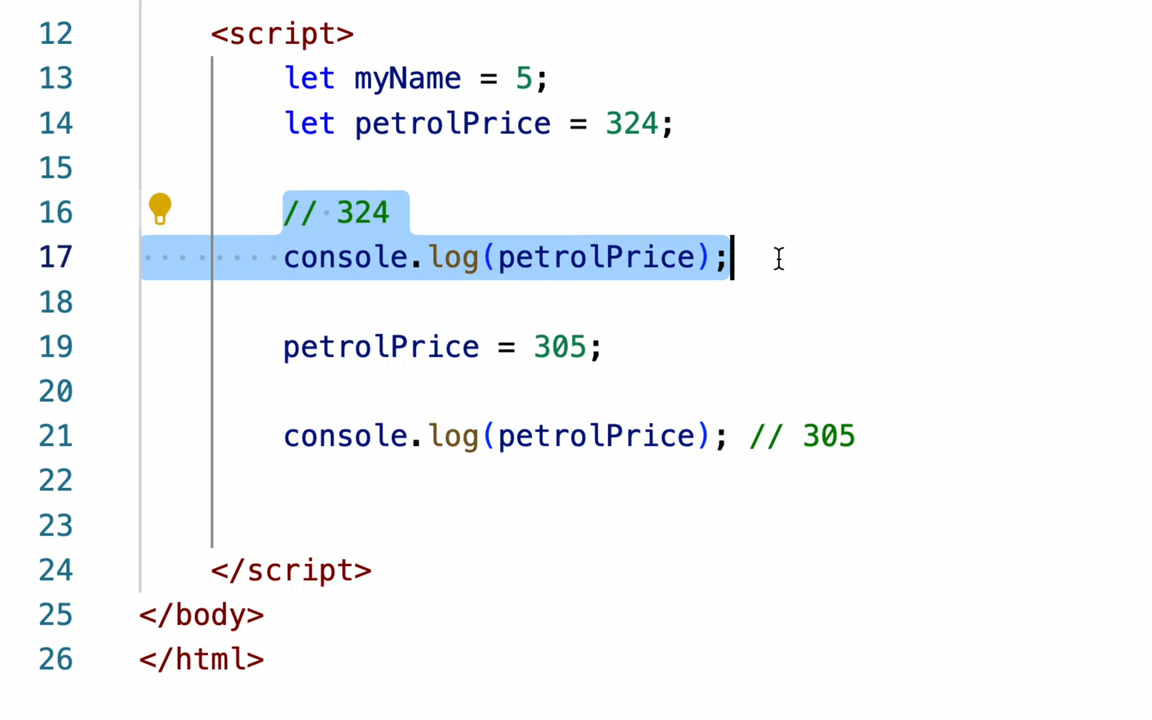 12 <script>
13 let myName = 5;
14 let petrolPrice = 324;
15
16 // 324
17 console.log(petrolPrice);
18
19 petrolPrice = 305;
20
21 console.log(petrolPrice); // 305
22
23
24 </script>
25 </body>
26 </html>